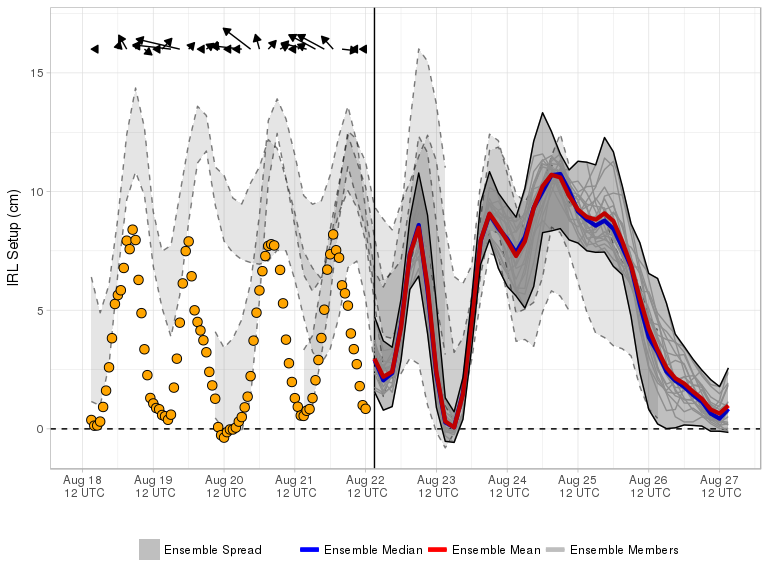 15
10
5
0
IRL Setup (cm)
Aug 18 Aug 19 Aug 20 Aug 21 Aug 22 Aug 23 Aug 24 Aug 25 Aug 26 Aug 27
12 UTC 12 UTC 12 UTC 12 UTC 12 UTC 12 UTC 12 UTC 12 UTC 12 UTC 12 UTC
Ensemble Spread Ensemble Median Ensemble Mean Ensemble Members